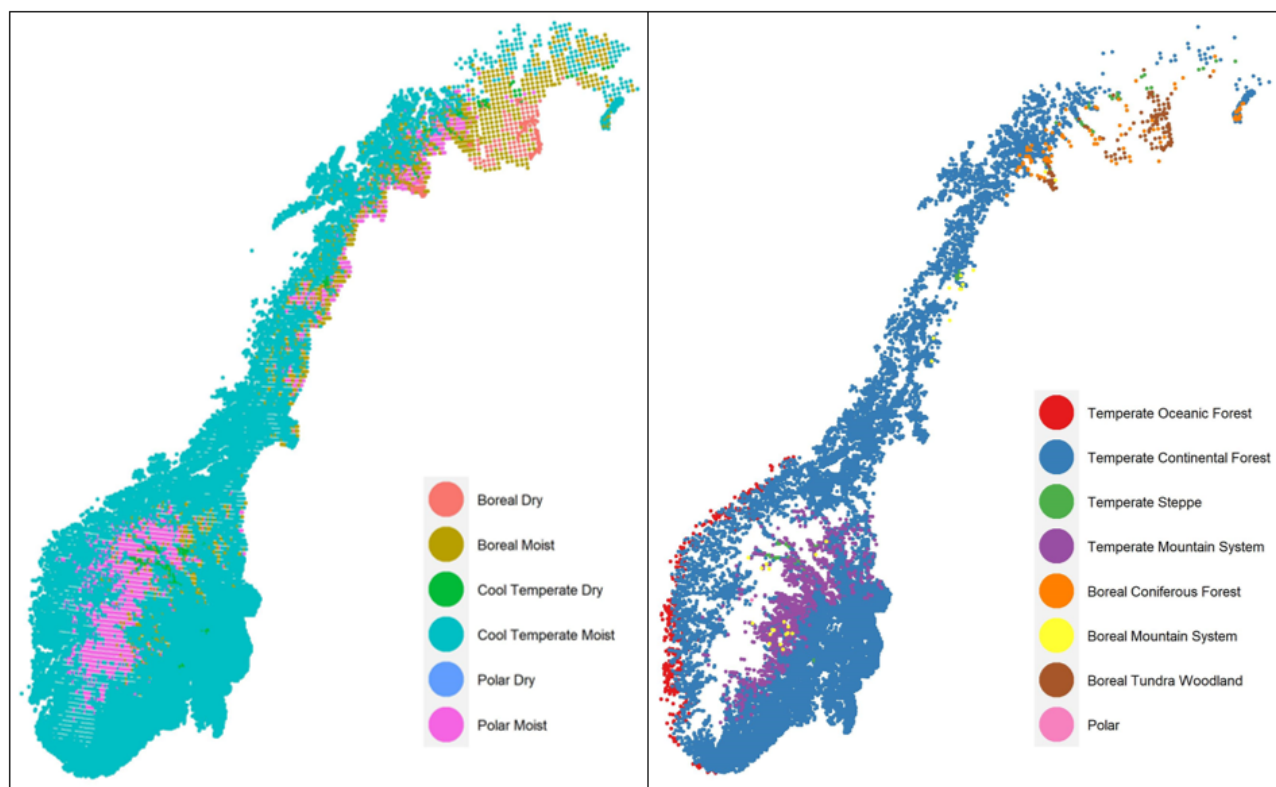 Boreal Dry
Boreal Moist
Cool Temperate Dry
Cool Temperate Moist
Polar Dry
Polar Moist
Temperate Oceanic Forest
Temperate Continental Forest
Temperate Steppe
Temperate Mountain System
Boreal Coniferous Forest
Boreal Mountain System
Boreal Tundra Woodland
Polar